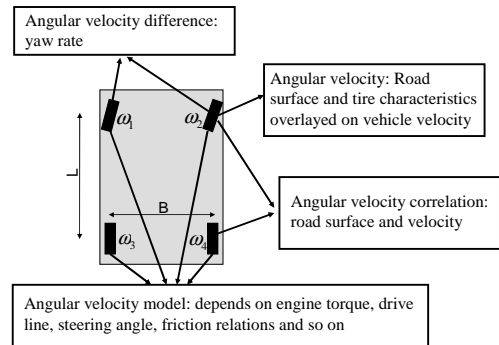 Angular velocity difference:
yaw rate
Angular velocity: Road
surface and tire characteristics
overlayed on vehicle velocity
ω1
ω2
L
B
Angular velocity correlation:
road surface and velocity
ω3
ω4
Angular velocity model: depends on engine torque, drive
line, steering angle, friction relations and so on